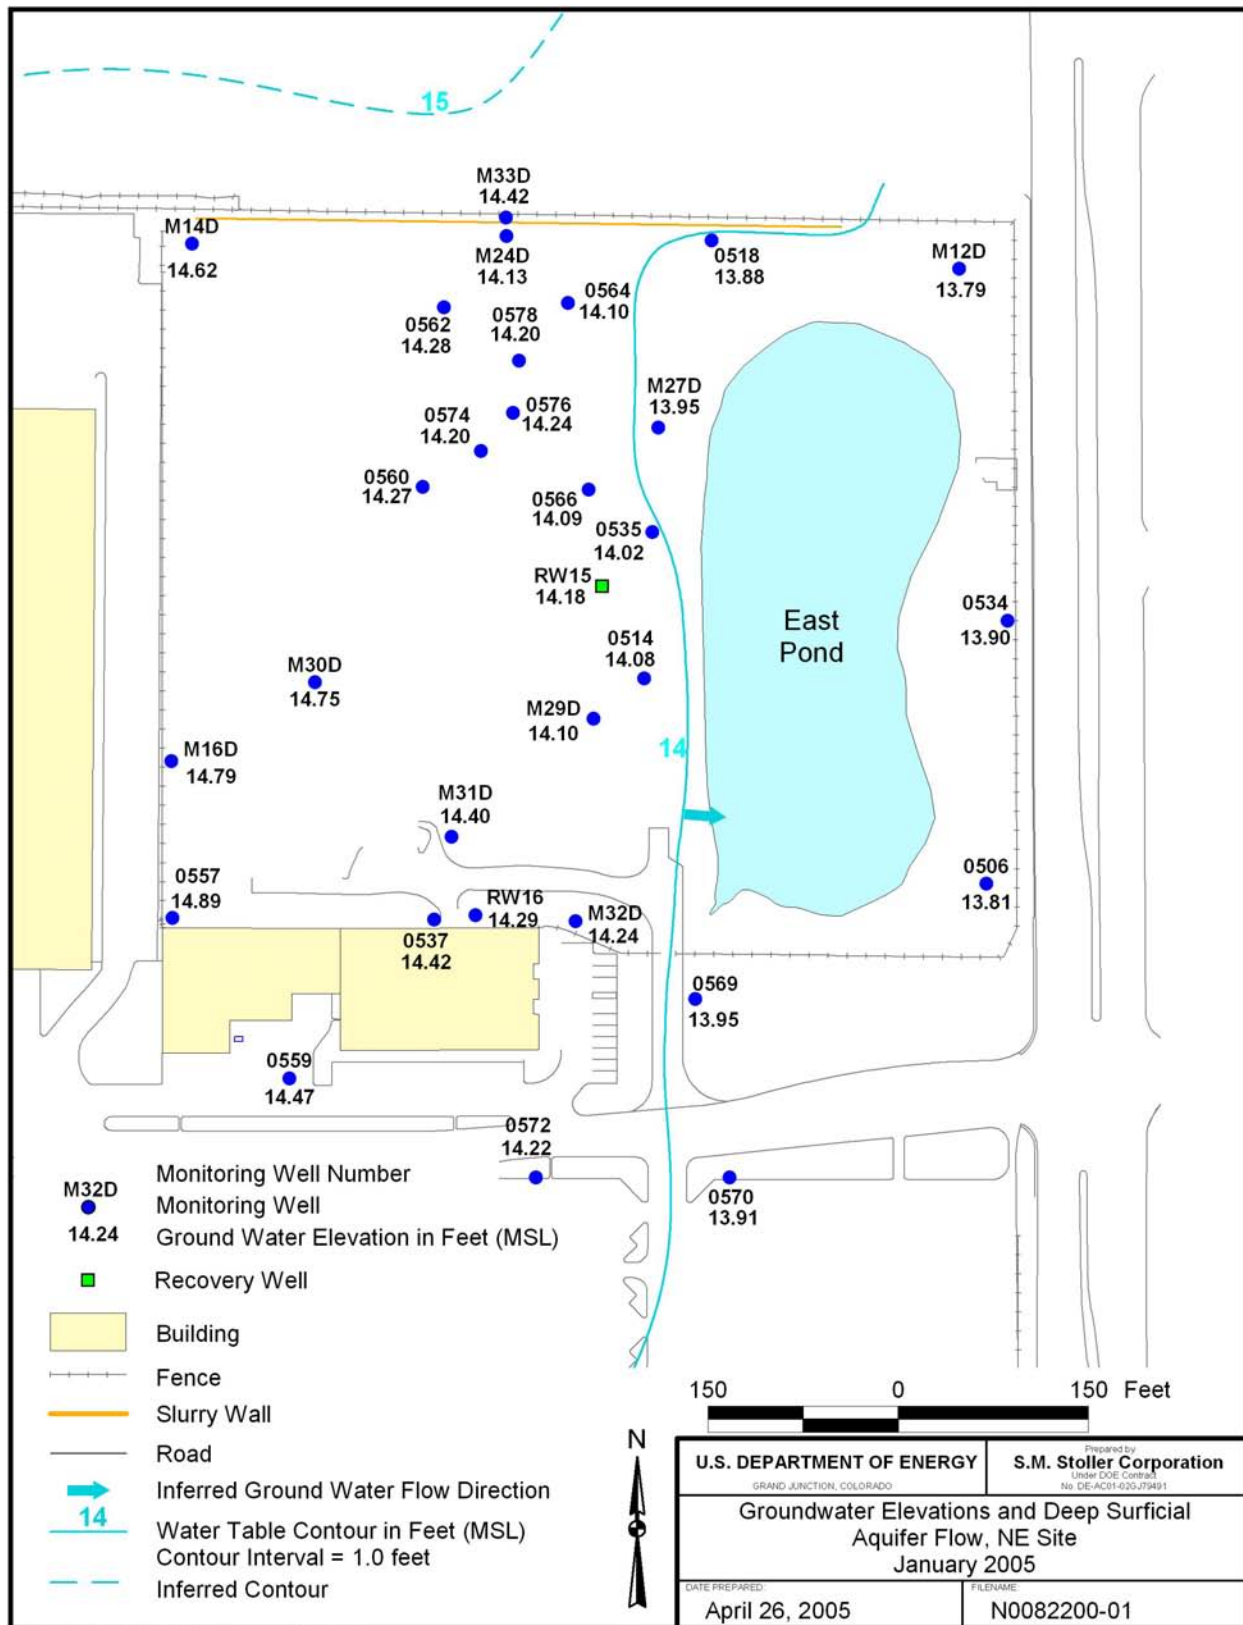 15
M33D
14.42
M14D
14.62
M24D
14.13
0518
13.88
M12D
13.79
0564
14.10
0562
14.28
0578
14.20
M27D
13.95
0576
14.24
0574
14.20
0560
14.27
0566
14.09
0535
14.02
RW15
14.18
East
Pond
0534
13.90
0514
14.08
M30D
14.75
M29D
14.10
14
M16D
14.79
M31D
14.40
0557
14.89
RW16
14.29
M32D
14.24
0506
13.81
0537
14.42
0569
13.95
0559
14.47
0572
14.22
0570
13.91
Monitoring Well Number
M32D
Monitoring Well
14.24
Ground Water Elevation in Feet (MSL)
Recovery Well
Building
Fence
Slurry Wall
Road
Inferred Ground Water Flow Direction
14
Water Table Contour in Feet (MSL)
Contour Interval = 1.0 feet
Inferred Contour
150 0 150 Feet
N
U.S. DEPARTMENT OF ENERGY
GRAND JUNCTION, COLORADO
Prepared by
S.M. Stoller Corporation
Under DOE Contract
No. DE-AC01-02GJ79491
Groundwater Elevations and Deep Surficial
Aquifer Flow, NE Site
January 2005
DATE PREPARED:
April 26, 2005
FILENAME:
N0082200-01